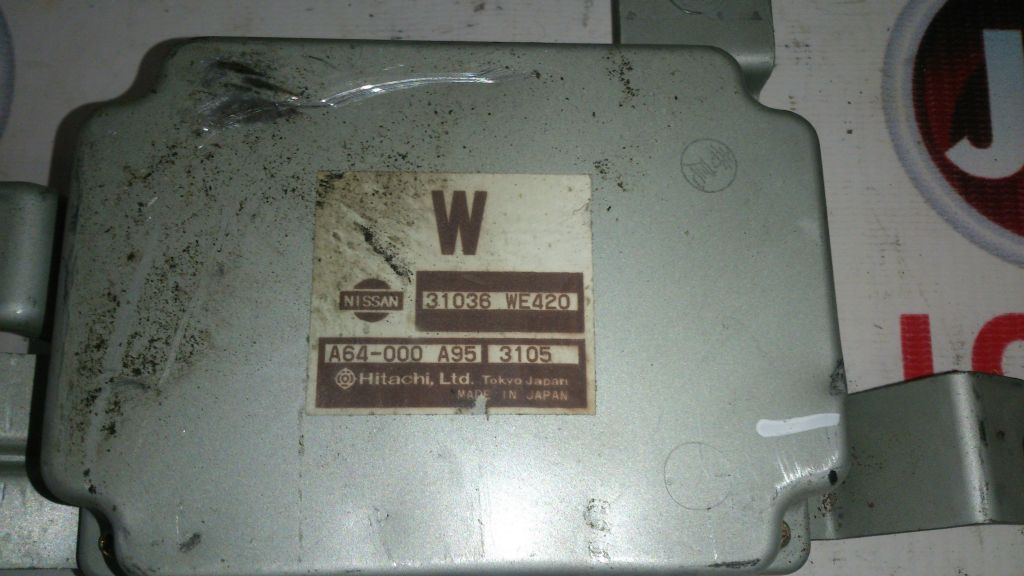 W
NISSAN 31036 WE420
A64-000 A95 3105
Hitachi, Ltd. Tokyo Japan
MADE IN JAPAN
J